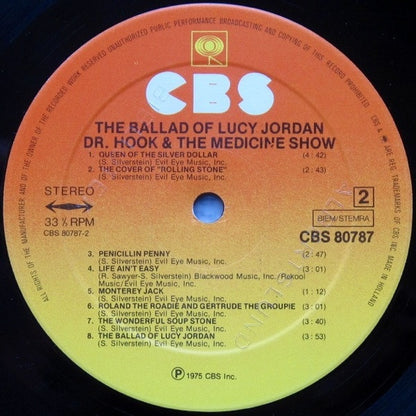 UNAUTHORIZED PUBLIC PERFORMANCE BROADCASTING AND COPYING OF THIS RECORD PROHIBITED.
ALL RIGHTS OF THE MANUFACTURER AND OF THE OWNER OF THE RECORDED WORK RESERVED
CBS & ARE REG. TRADEMARKS OF CBS INC. MADE IN HOLLAND
CBS
THE BALLAD OF LUCY JORDAN
DR. HOOK & THE MEDICINE SHOW
1. QUEEN OF THE SILVER DOLLAR (4:42)
(S. Silverstein) Evil Eye Music, Inc.
2. THE COVER OF "ROLLING STONE" (2:43)
(S. Silverstein) Evil Eye Music, Inc.
STEREO
33⅓ RPM
CBS 80787-2
2
BIEM/STEMRA
CBS 80787
3. PENICILLIN PENNY (2:47)
(S. Silverstein) Evil Eye Music, Inc.
4. LIFE AIN'T EASY (3:01)
(R. Sawyer-S. Silverstein) Blackwood Music, Inc./Rekool
Music/Evil Eye Music, Inc.
5. MONTEREY JACK (1:12)
(S. Silverstein) Evil Eye Music, Inc.
6. ROLAND THE ROADIE AND GERTRUDE THE GROUPIE (3:01)
(S. Silverstein) Evil Eye Music, Inc.
7. THE WONDERFUL SOUP STONE (3:40)
(S. Silverstein) Evil Eye Music, Inc.
8. THE BALLAD OF LUCY JORDAN (3:53)
(S. Silverstein) Evil Eye Music, Inc.
Ⓟ 1975 CBS Inc.